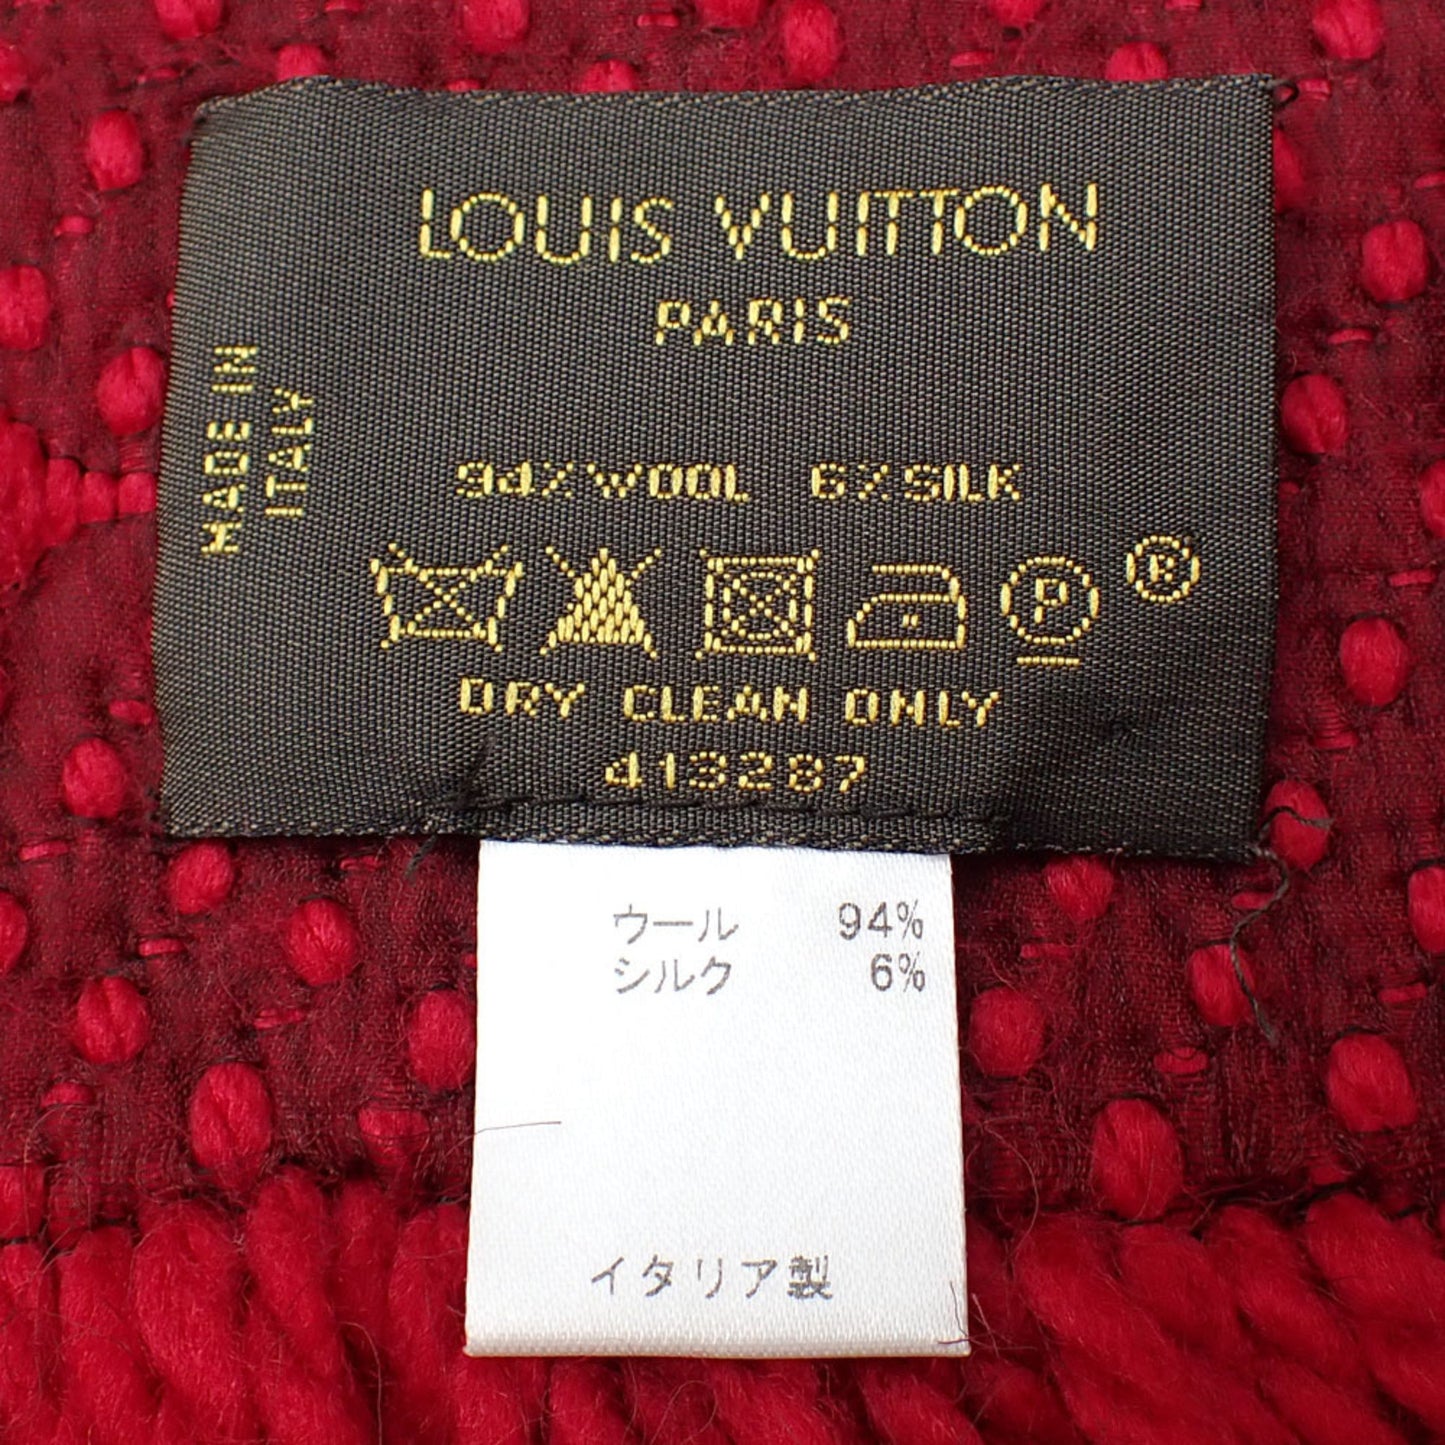 LOUIS VUITTON
PARIS
MADE IN
ITALY
94% WOOL 6% SILK
P ®
DRY CLEAN ONLY
413287
ウール 94%
シルク 6%
イタリア製